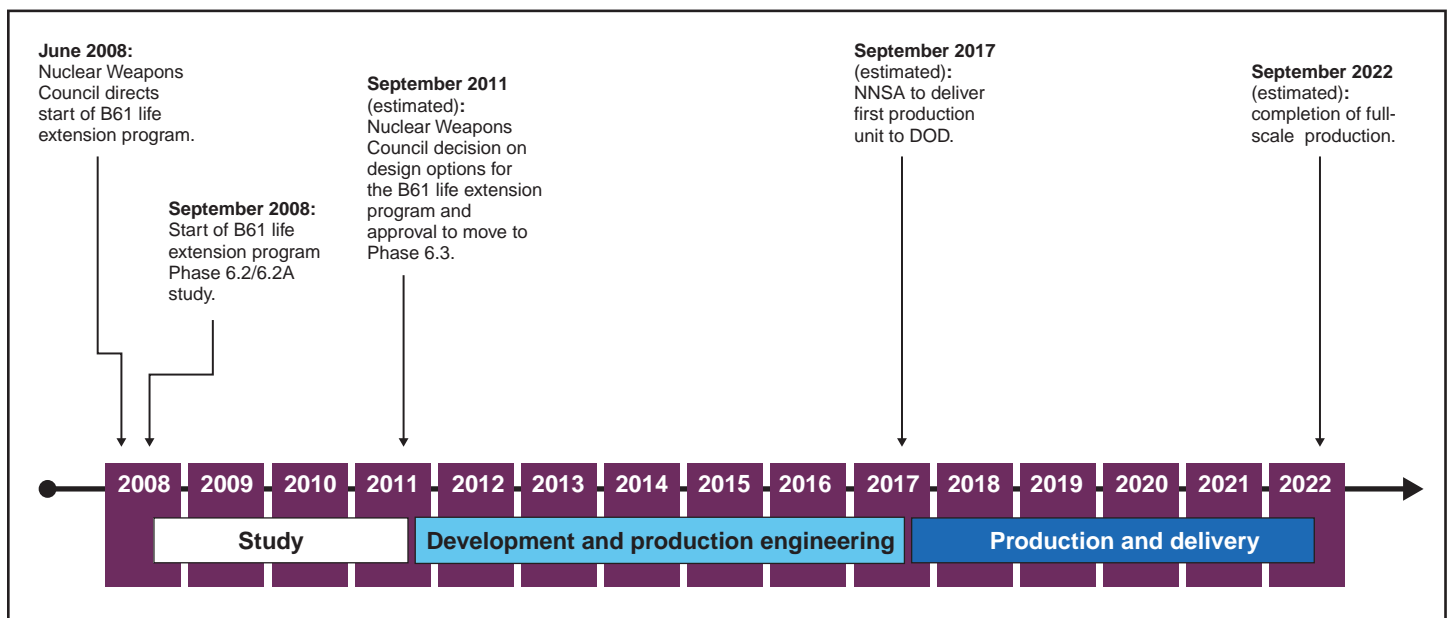 June 2008:
Nuclear Weapons
Council directs
start of B61 life
extension program.
September 2008:
Start of B61 life
extension program
Phase 6.2/6.2A
study.
September 2011
(estimated):
Nuclear Weapons
Council decision on
design options for
the B61 life extension
program and
approval to move to
Phase 6.3.
September 2017
(estimated):
NNSA to deliver
first production
unit to DOD.
September 2022
(estimated):
completion of full-
scale production.
2008 2009 2010 2011 2012 2013 2014 2015 2016 2017 2018 2019 2020 2021 2022
Study Development and production engineering Production and delivery